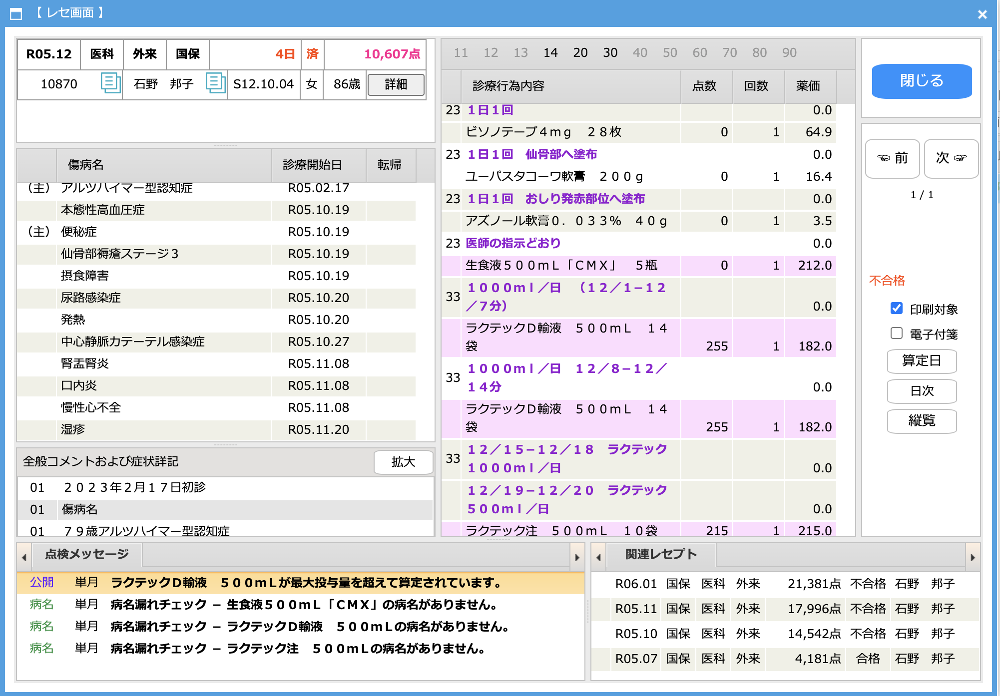 【 レセ画面 】
R05.12 医科 外来 国保 4日 済 10,607点
10870 石野 邦子 S12.10.04 女 86歳 詳細
傷病名 診療開始日 転帰
（主） アルツハイマー型認知症 R05.02.17
本態性高血圧症 R05.10.19
（主） 便秘症 R05.10.19
仙骨部褥瘡ステージ３ R05.10.19
摂食障害 R05.10.19
尿路感染症 R05.10.20
発熱 R05.10.20
中心静脈カテーテル感染症 R05.10.27
腎盂腎炎 R05.11.08
口内炎 R05.11.08
慢性心不全 R05.11.08
湿疹 R05.11.20
全般コメントおよび症状詳記 拡大
01 ２０２３年２月１７日初診
01 傷病名
01 ７９歳アルツハイマー型認知症
11 12 13 14 20 30 40 50 60 70 80 90
診療行為内容 点数 回数 薬価
23 １日１回 0.0
ビソノテープ４ｍｇ　２８枚 0 1 64.9
23 １日１回　仙骨部へ塗布 0.0
ユーパスタコーワ軟膏　２００ｇ 0 1 16.4
23 １日１回　おしり発赤部位へ塗布 0.0
アズノール軟膏０．０３３％　４０ｇ 0 1 3.5
23 医師の指示どおり 0.0
生食液５００ｍＬ「ＣＭＸ」　５瓶 0 1 212.0
33 １０００ｍｌ／日　（１２／１−１２
／７分） 0.0
ラクテックＤ輸液　５００ｍＬ　１４
袋 255 1 182.0
33 １０００ｍｌ／日　１２／８−１２／
１４分 0.0
ラクテックＤ輸液　５００ｍＬ　１４
袋 255 1 182.0
33 １２／１５−１２／１８　ラクテック
１０００ｍｌ／日 0.0
１２／１９−１２／２０　ラクテック
５００ｍｌ／日 0.0
ラクテック注　５００ｍＬ　１０袋 215 1 215.0
閉じる
☜ 前 次 ☞
1 / 1
不合格
印刷対象
電子付箋
算定日
日次
縦覧
点検メッセージ
公開 単月 ラクテックＤ輸液　５００ｍＬが最大投与量を超えて算定されています。
病名 単月 病名漏れチェック − 生食液５００ｍＬ「ＣＭＸ」の病名がありません。
病名 単月 病名漏れチェック − ラクテックＤ輸液　５００ｍＬの病名がありません。
病名 単月 病名漏れチェック − ラクテック注　５００ｍＬの病名がありません。
関連レセプト
R06.01 国保 医科 外来 21,381点 不合格 石野 邦子
R05.11 国保 医科 外来 17,996点 不合格 石野 邦子
R05.10 国保 医科 外来 14,542点 不合格 石野 邦子
R05.07 国保 医科 外来 4,181点 合格 石野 邦子